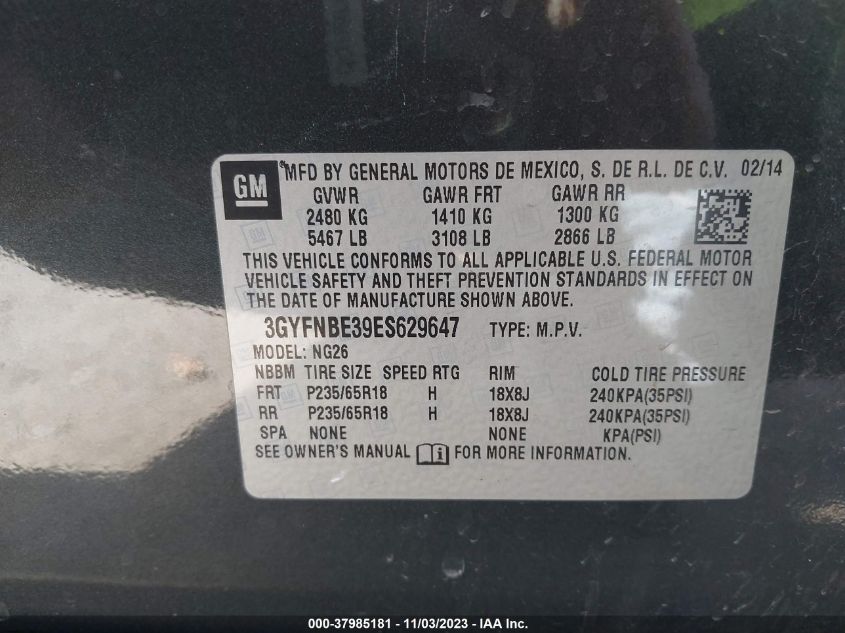 GM
MFD BY GENERAL MOTORS DE MEXICO, S. DE R.L. DE C.V. 02/14
GVWR GAWR FRT GAWR RR
2480 KG 1410 KG 1300 KG
5467 LB 3108 LB 2866 LB
THIS VEHICLE CONFORMS TO ALL APPLICABLE U.S. FEDERAL MOTOR
VEHICLE SAFETY AND THEFT PREVENTION STANDARDS IN EFFECT ON
THE DATE OF MANUFACTURE SHOWN ABOVE.
3GYFNBE39ES629647 TYPE: M.P.V.
MODEL: NG26
NBBM TIRE SIZE SPEED RTG RIM COLD TIRE PRESSURE
FRT P235/65R18 H 18X8J 240KPA(35PSI)
RR P235/65R18 H 18X8J 240KPA(35PSI)
SPA NONE NONE KPA(PSI)
SEE OWNER'S MANUAL i FOR MORE INFORMATION.
000-37985181 - 11/03/2023 - IAAI.com